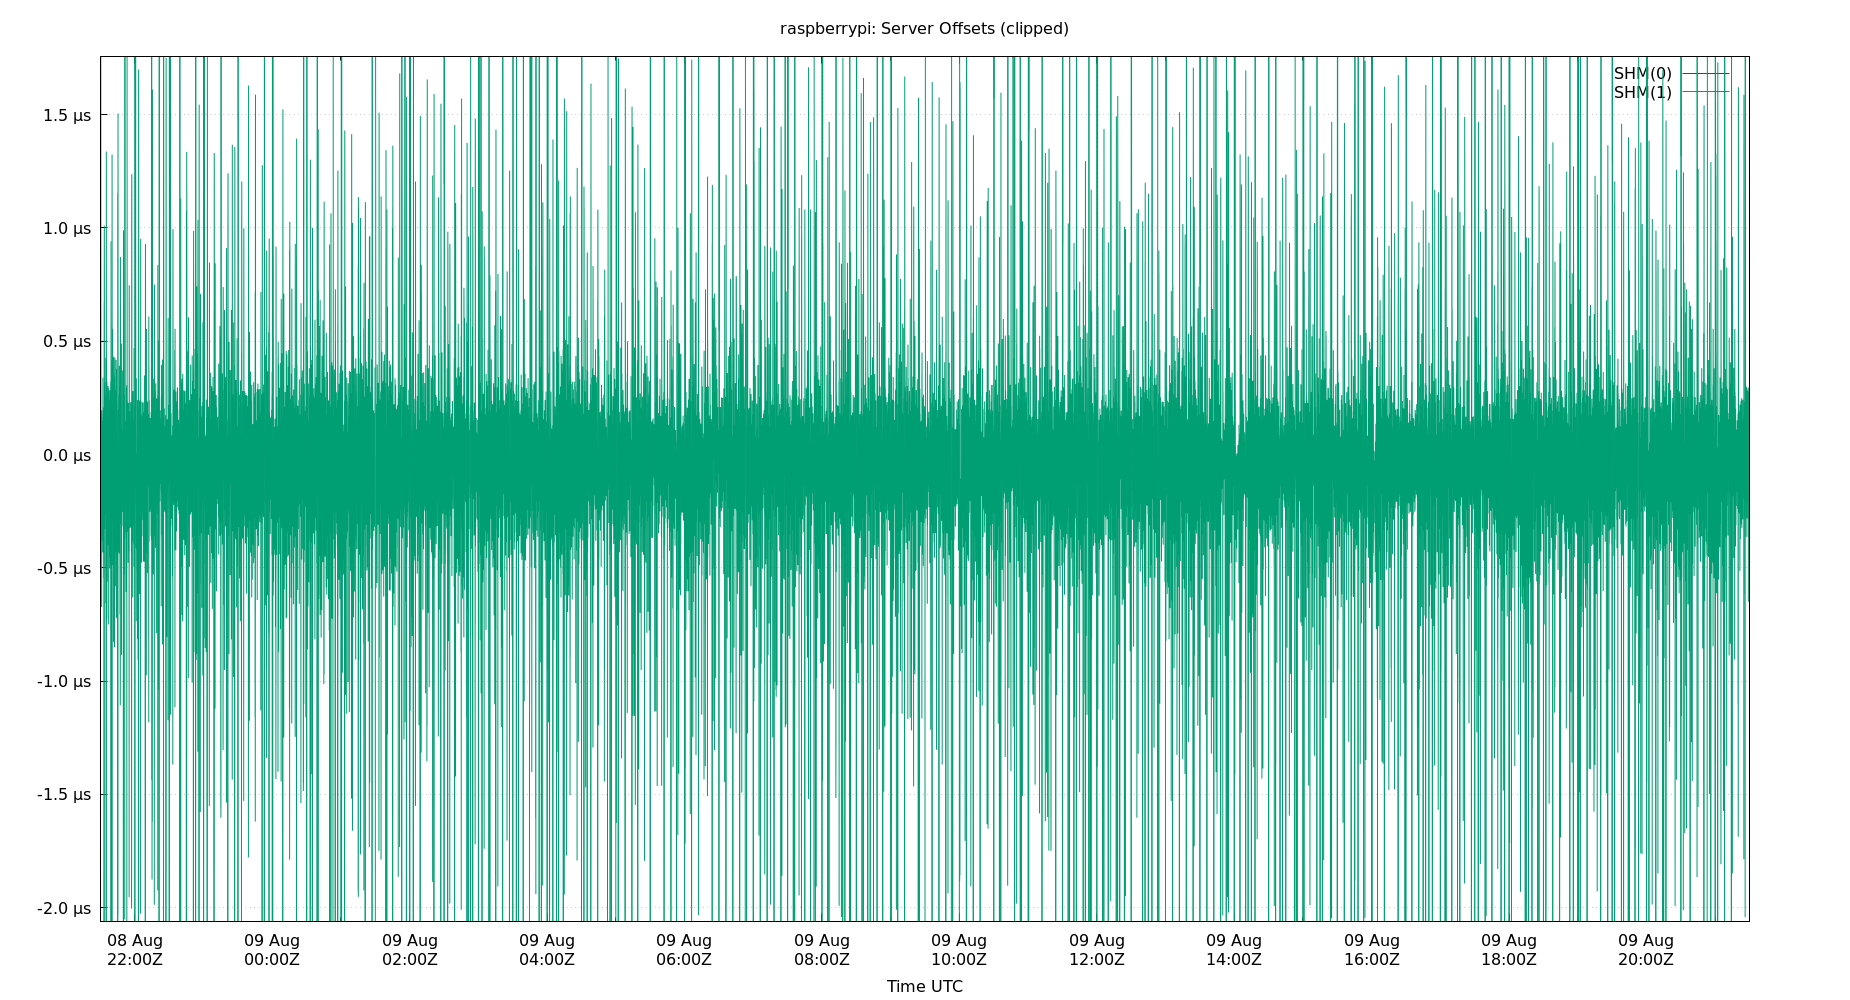 raspberrypi: Server Offsets (clipped)
SHM(0)
SHM(1)
1.5 µs
1.0 µs
0.5 µs
0.0 µs
-0.5 µs
-1.0 µs
-1.5 µs
-2.0 µs
08 Aug 09 Aug 09 Aug 09 Aug 09 Aug 09 Aug 09 Aug 09 Aug 09 Aug 09 Aug 09 Aug 09 Aug
22:00Z 00:00Z 02:00Z 04:00Z 06:00Z 08:00Z 10:00Z 12:00Z 14:00Z 16:00Z 18:00Z 20:00Z
Time UTC